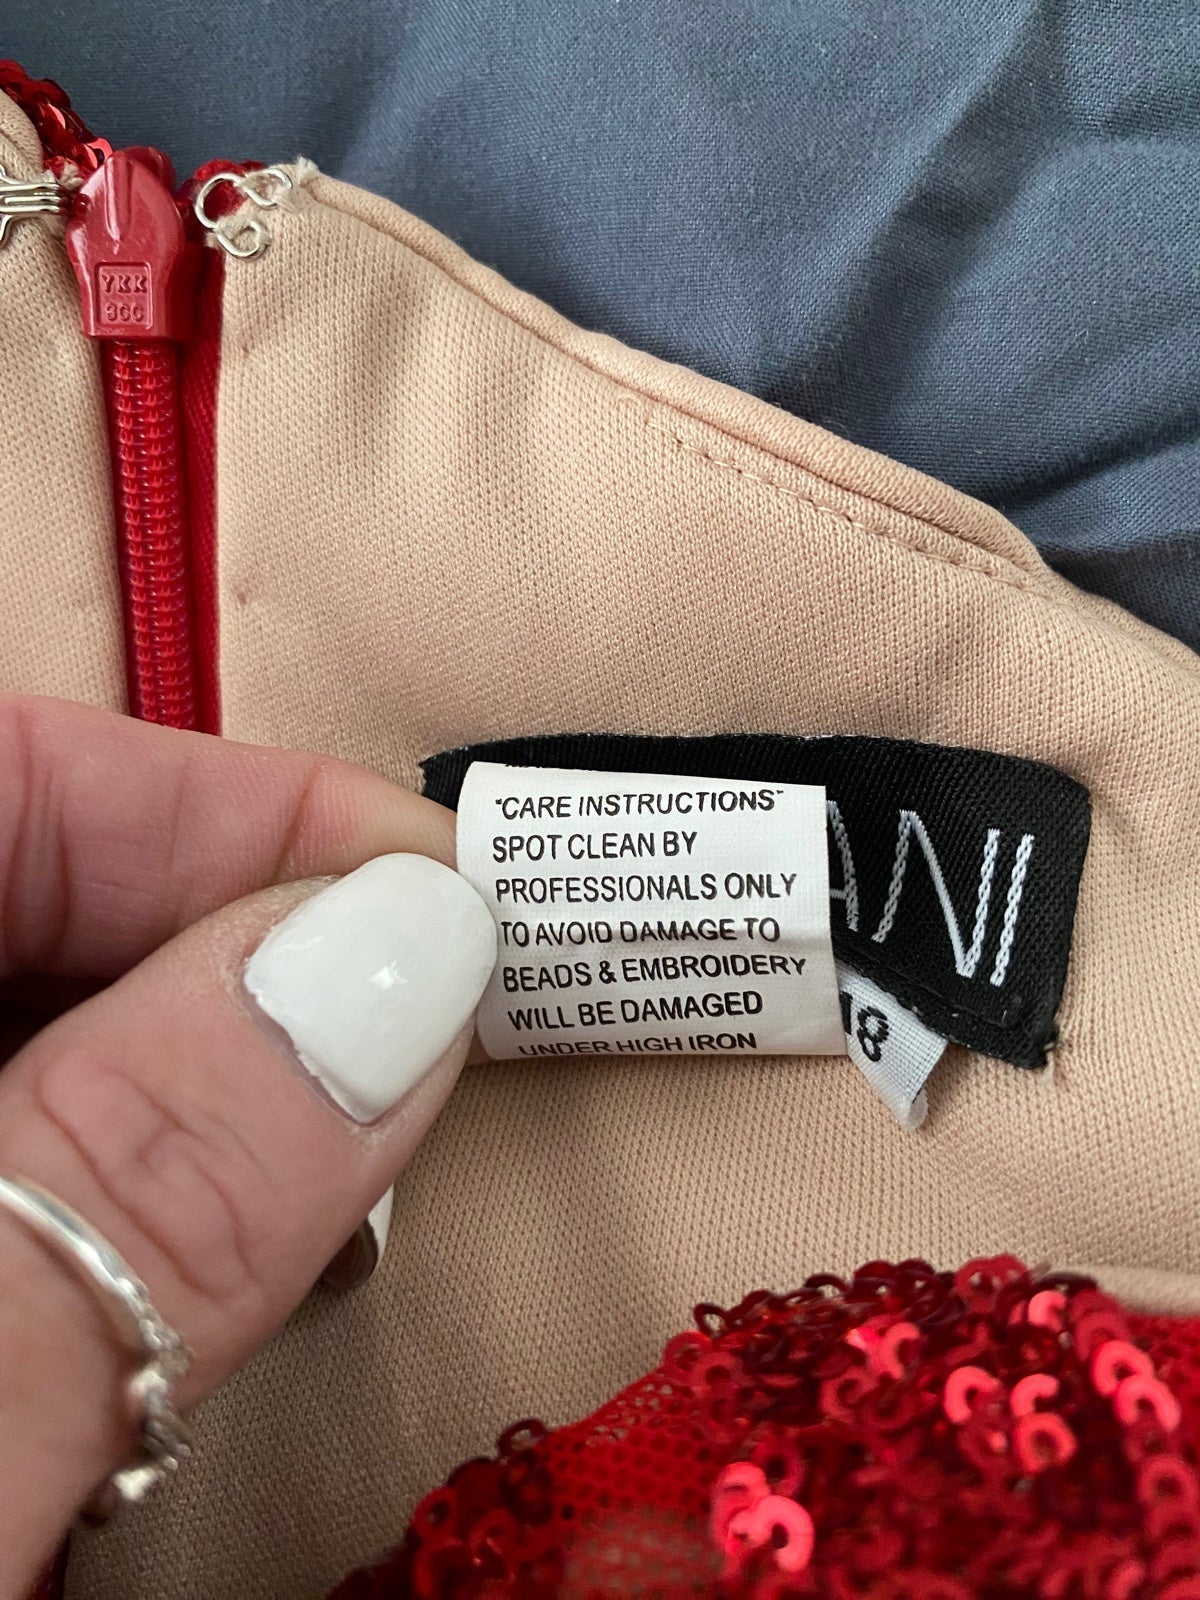 YKK
"CARE INSTRUCTIONS"
SPOT CLEAN BY
PROFESSIONALS ONLY
TO AVOID DAMAGE TO
BEADS & EMBROIDERY
WILL BE DAMAGED
UNDER HIGH IRON
ANI
18